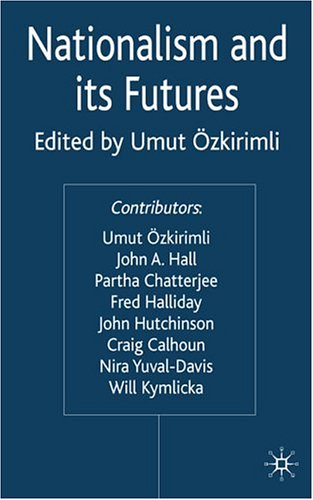 Nationalism and
its Futures
Edited by Umut Özkirimli
Contributors:
Umut Özkirimli
John A. Hall
Partha Chatterjee
Fred Halliday
John Hutchinson
Craig Calhoun
Nira Yuval-Davis
Will Kymlicka